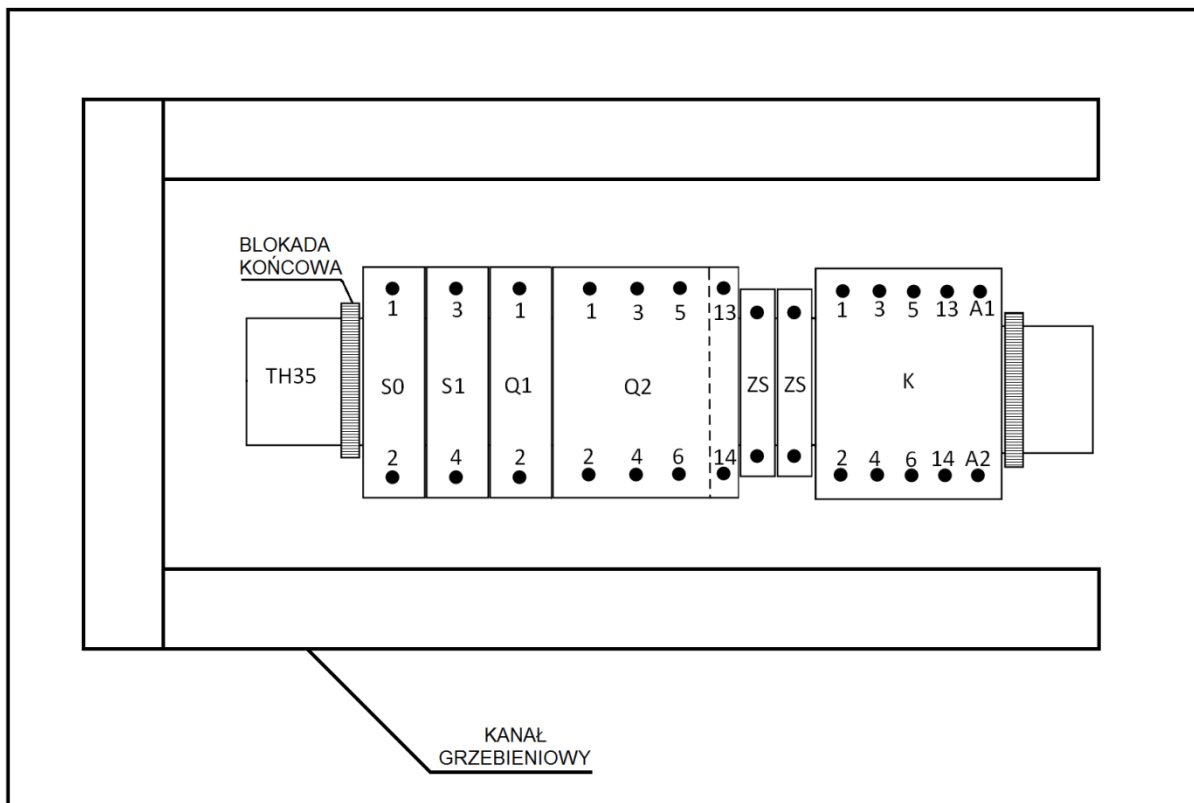 BLOKADA
KOŃCOWA
1 3 1 1 3 5 13
1 3 5 13 A1
TH35 S0 S1 Q1 Q2 ZS ZS K
2 4 2 2 4 6 14
2 4 6 14 A2
KANAŁ
GRZEBIENIOWY